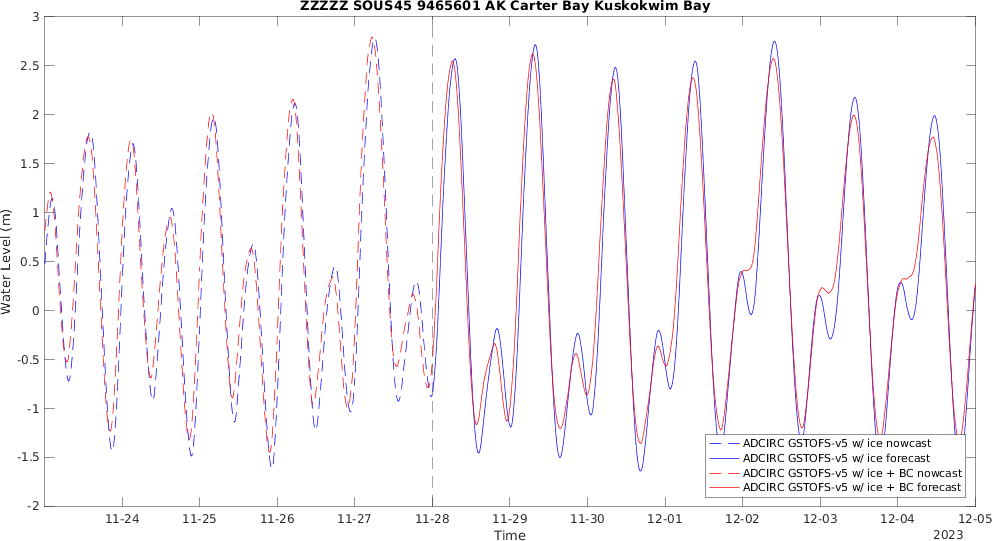 ZZZZZ SOUS45 9465601 AK Carter Bay Kuskokwim Bay
3
2.5
2
1.5
1
0.5
0
-0.5
-1
-1.5
-2
Water Level (m)
11-24 11-25 11-26 11-27 11-28 11-29 11-30 12-01 12-02 12-03 12-04 12-05
Time
2023
ADCIRC GSTOFS-v5 w/ ice nowcast
ADCIRC GSTOFS-v5 w/ ice forecast
ADCIRC GSTOFS-v5 w/ ice + BC nowcast
ADCIRC GSTOFS-v5 w/ ice + BC forecast